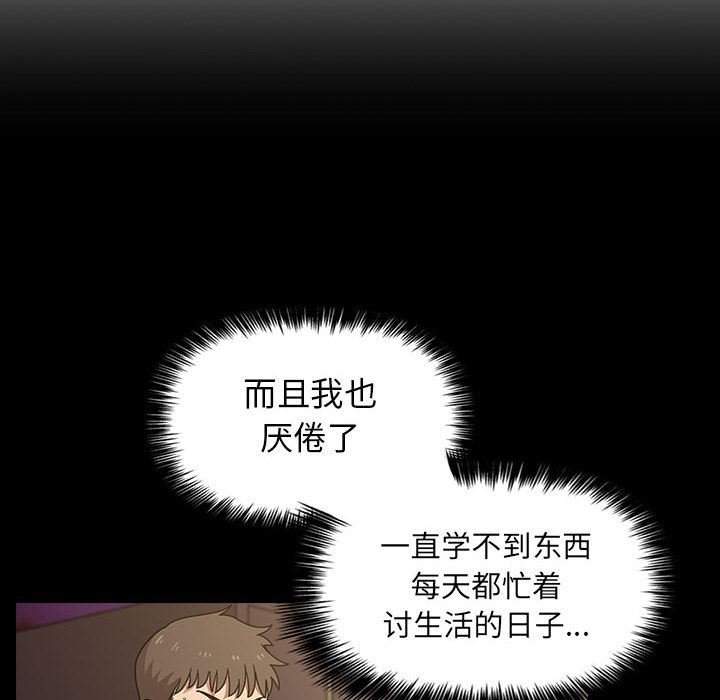 而且我也
厌倦了
一直学不到东西
每天都忙着
讨生活的日子...